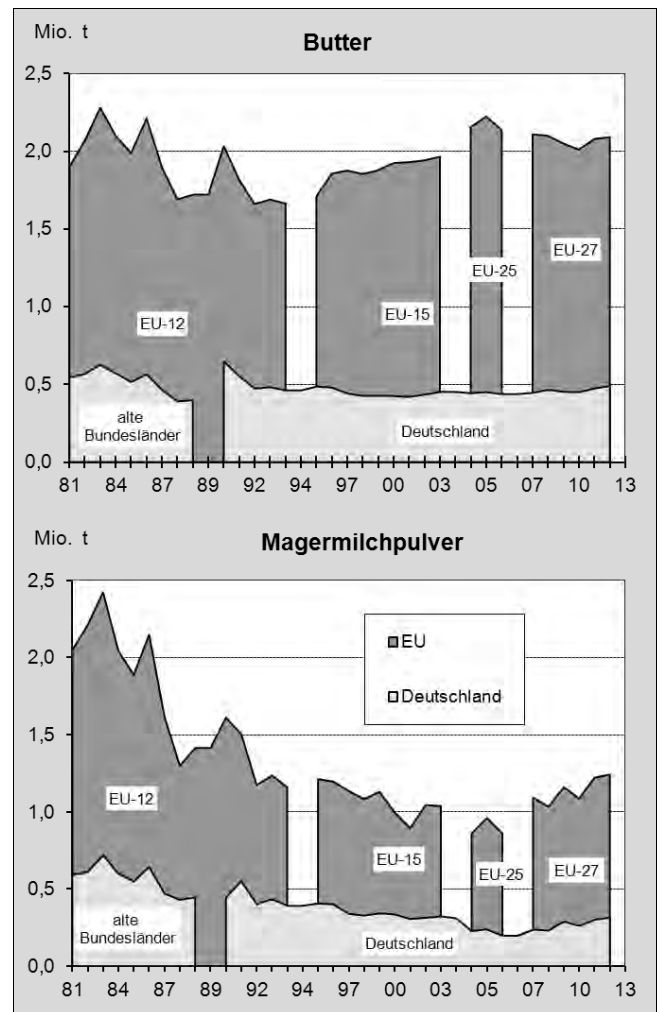 Mio. t
Butter
2,5
2,0
1,5
1,0
0,5
0,0
EU-12
EU-15
EU-25
EU-27
alte
Bundesländer
Deutschland
81 84 87 89 92 94 97 00 03 05 07 10 13
Mio. t
Magermilchpulver
2,5
2,0
1,5
1,0
0,5
0,0
EU
Deutschland
EU-12
EU-15
EU-25
EU-27
alte
Bundesländer
Deutschland
81 84 87 89 92 94 97 00 03 05 07 10 13